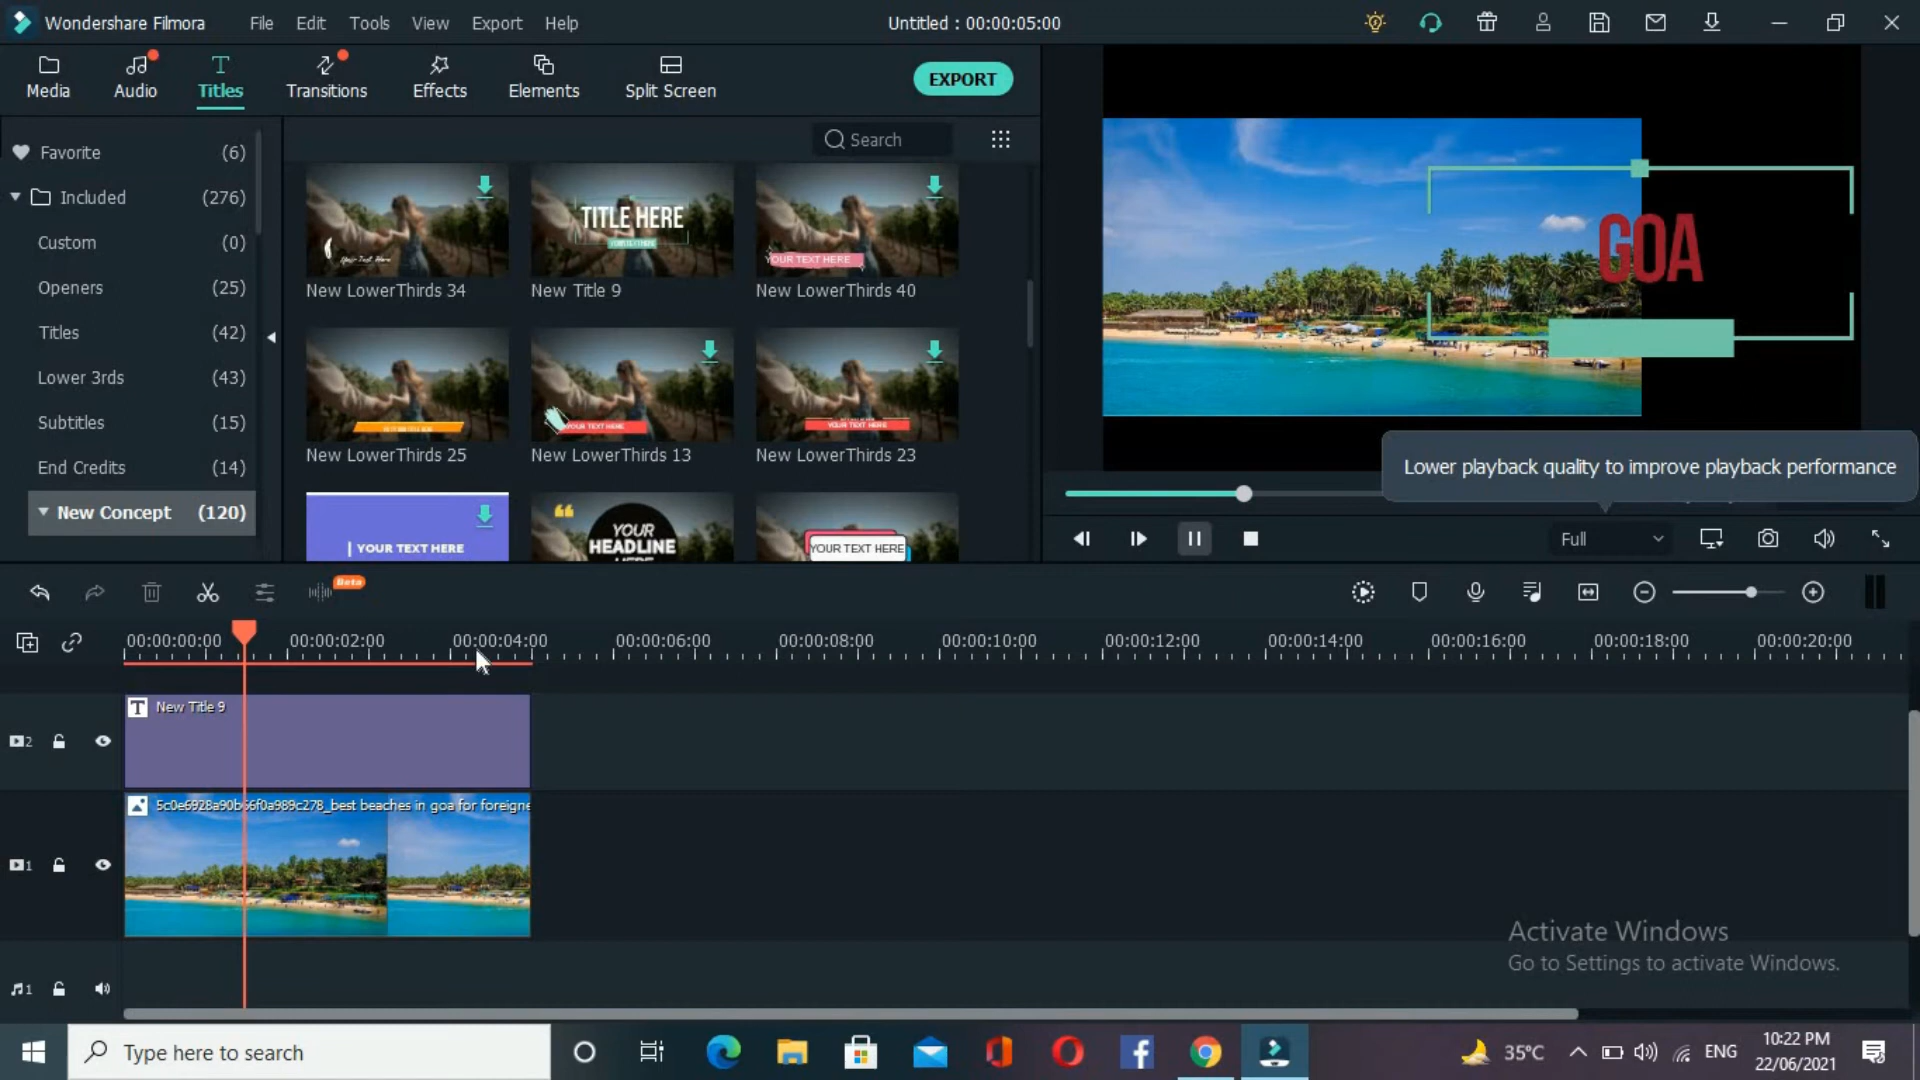 Wondershare Filmora
File
Edit
Tools
View
Export
Help
Untitled : 00:00:05:00
Media
Audio
Titles
Transitions
Effects
Elements
Split Screen
EXPORT
Search
Favorite (6)
Included (276)
Custom (0)
Openers (25)
Titles (42)
Lower 3rds (43)
Subtitles (15)
End Credits (14)
New Concept (120)
Your Text Here
TITLE HERE
YOUR TEXT HERE
New LowerThirds 34
New Title 9
New LowerThirds 40
YOUR TEXT HERE
YOUR TEXT HERE
New LowerThirds 25
New LowerThirds 13
New LowerThirds 23
YOUR TEXT HERE
YOUR
HEADLINE
HERE
YOUR TEXT HERE
GOA
Lower playback quality to improve playback performance
Full
Beta
00:00:00:00
00:00:02:00
00:00:04:00
00:00:06:00
00:00:08:00
00:00:10:00
00:00:12:00
00:00:14:00
00:00:16:00
00:00:18:00
00:00:20:00
2
T New Title 9
1
5c0e6928a90b66f0a989c278_best beaches in goa for foreigne
1
Activate Windows
Go to Settings to activate Windows.
Type here to search
35°C
ENG
10:22 PM
22/06/2021